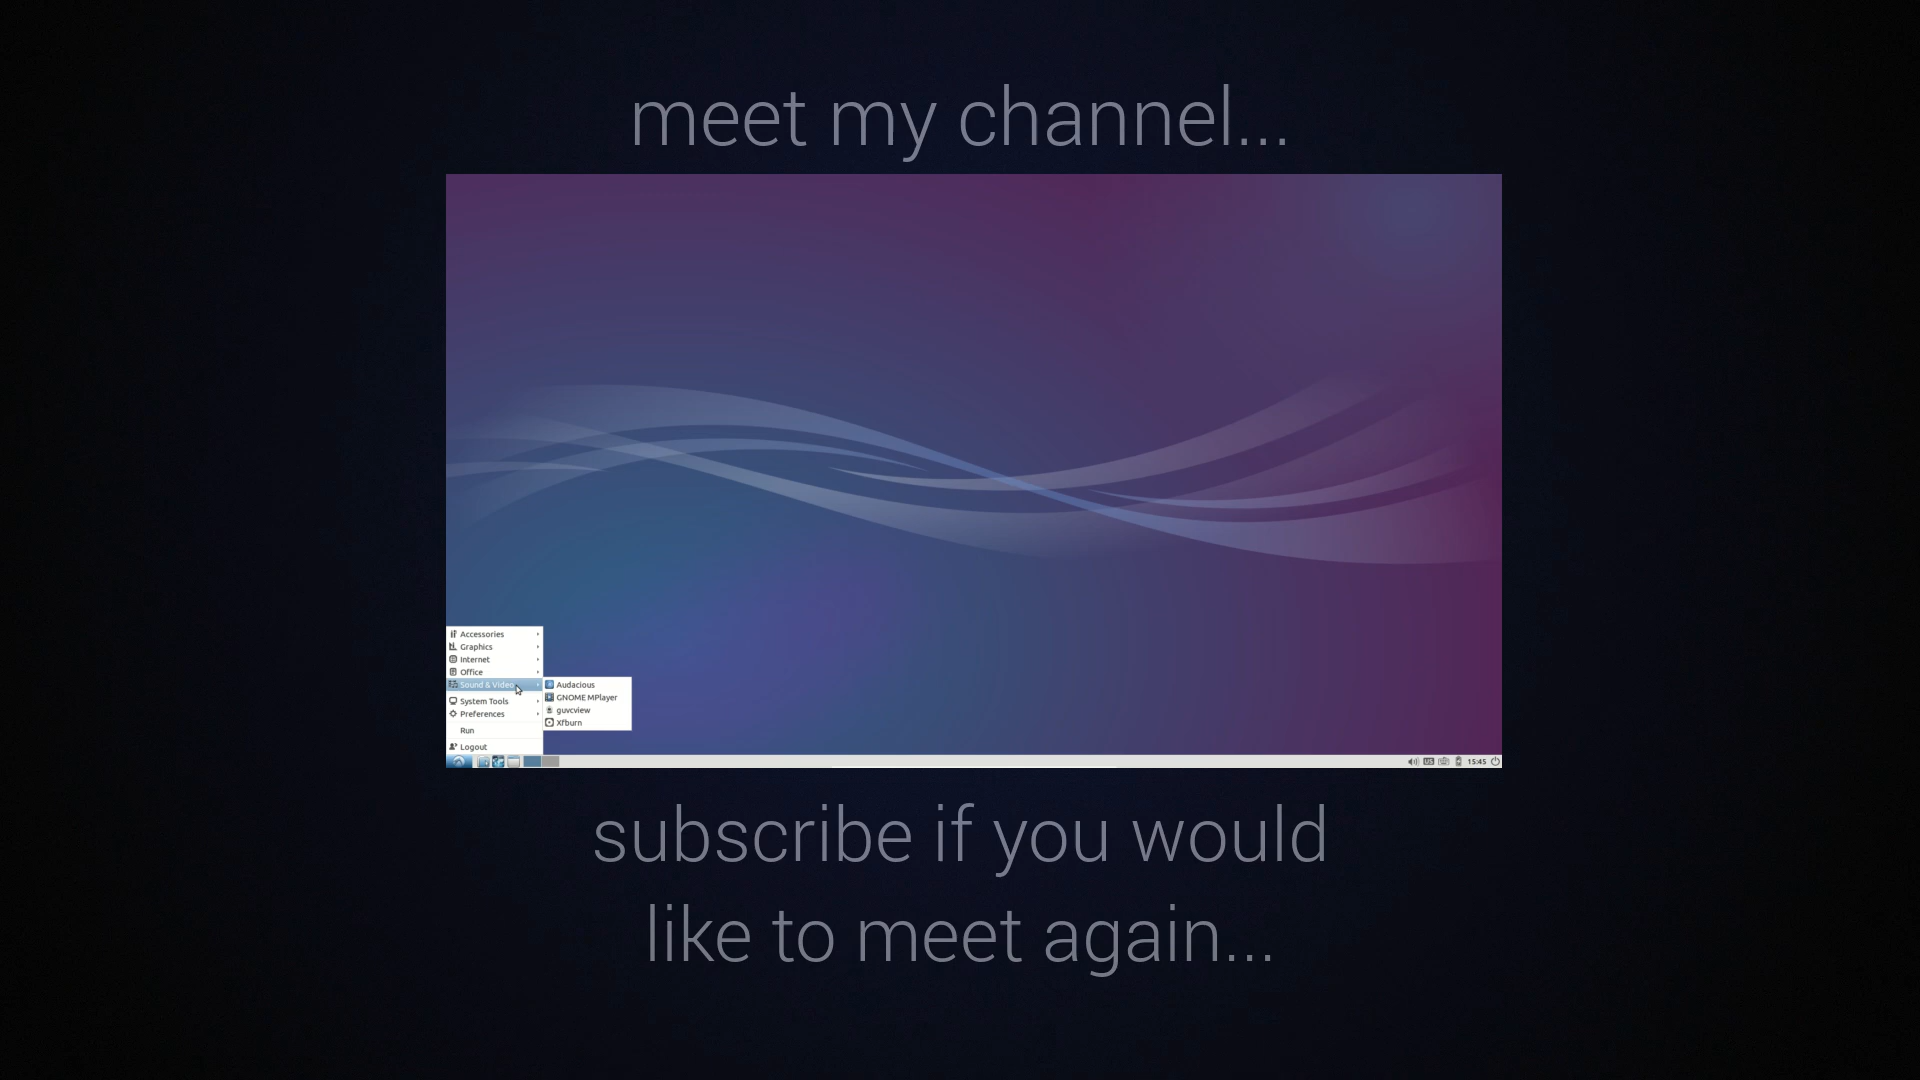 meet my channel...
Accessories
Graphics
Internet
Office
Sound & Video
System Tools
Preferences
Run
Logout
Audacious
GNOME MPlayer
guvcview
Xfburn
US
15:45
subscribe if you would
like to meet again...